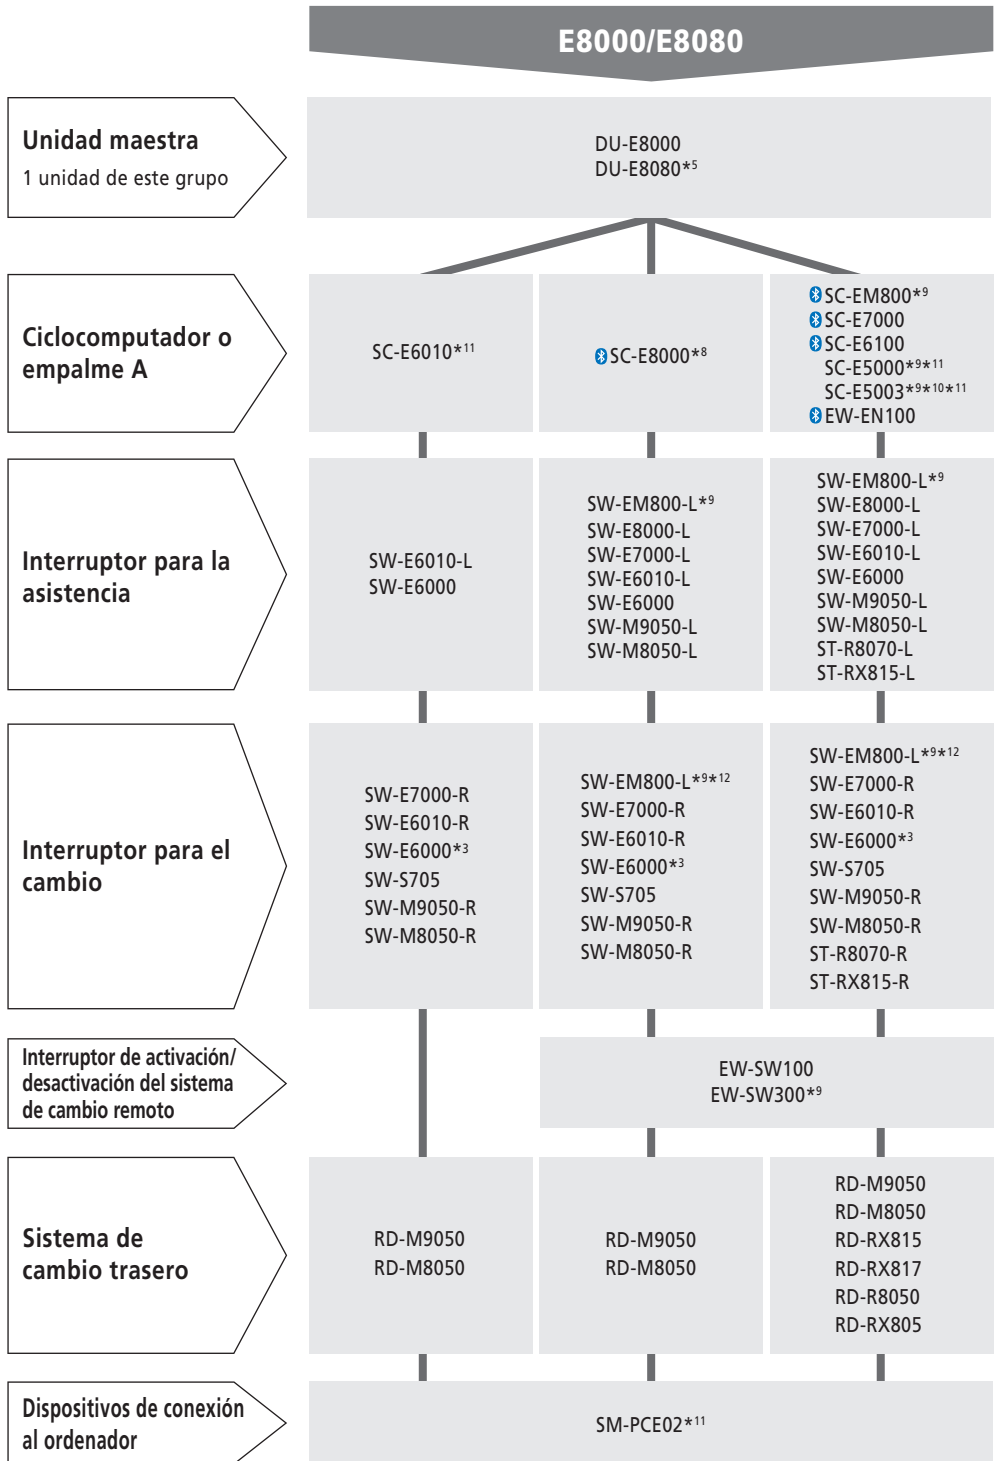 E8000/E8080
Unidad maestra
1 unidad de este grupo
DU-E8000
DU-E8080*5
Ciclocomputador o
empalme A
SC-E6010*11
SC-E8000*8
SC-EM800*9
SC-E7000
SC-E6100
SC-E5000*9*11
SC-E5003*9*10*11
EW-EN100
Interruptor para la
asistencia
SW-E6010-L
SW-E6000
SW-EM800-L*9
SW-E8000-L
SW-E7000-L
SW-E6010-L
SW-E6000
SW-M9050-L
SW-M8050-L
SW-EM800-L*9
SW-E8000-L
SW-E7000-L
SW-E6010-L
SW-E6000
SW-M9050-L
SW-M8050-L
ST-R8070-L
ST-RX815-L
Interruptor para el
cambio
SW-E7000-R
SW-E6010-R
SW-E6000*3
SW-S705
SW-M9050-R
SW-M8050-R
SW-EM800-L*9*12
SW-E7000-R
SW-E6010-R
SW-E6000*3
SW-S705
SW-M9050-R
SW-M8050-R
SW-EM800-L*9*12
SW-E7000-R
SW-E6010-R
SW-E6000*3
SW-S705
SW-M9050-R
SW-M8050-R
ST-R8070-R
ST-RX815-R
Interruptor de activación/
desactivación del sistema
de cambio remoto
EW-SW100
EW-SW300*9
Sistema de
cambio trasero
RD-M9050
RD-M8050
RD-M9050
RD-M8050
RD-M9050
RD-M8050
RD-RX815
RD-RX817
RD-R8050
RD-RX805
Dispositivos de conexión
al ordenador
SM-PCE02*11